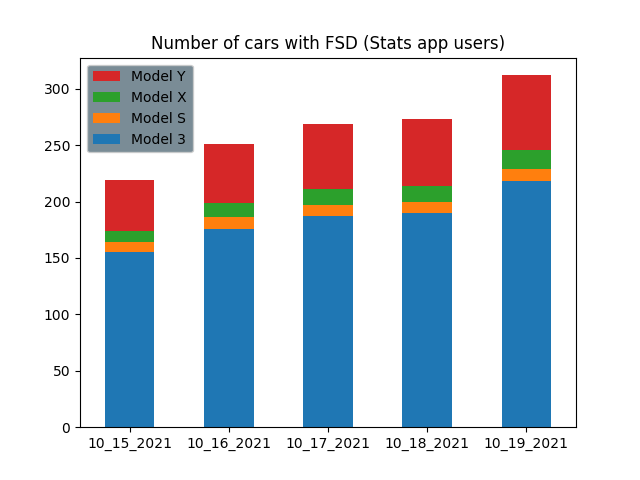 Number of cars with FSD (Stats app users)
Model Y
Model X
Model S
Model 3
300
250
200
150
100
50
0
10_15_2021 10_16_2021 10_17_2021 10_18_2021 10_19_2021